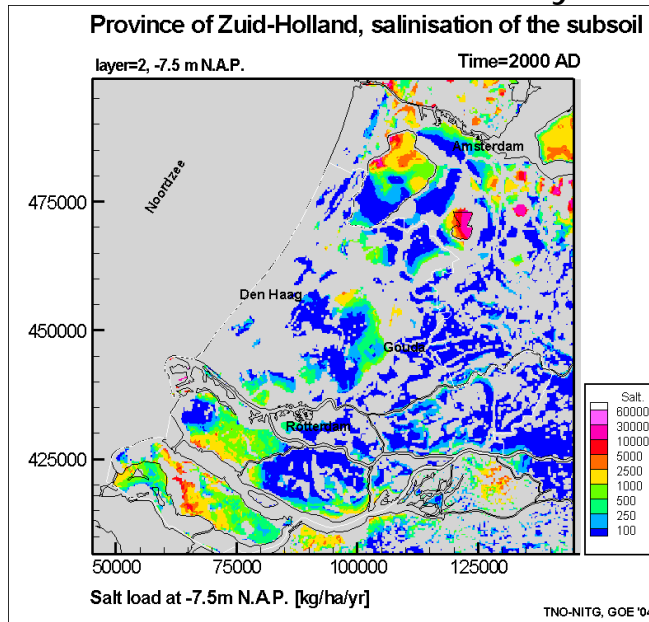 Province of Zuid-Holland, salinisation of the subsoil
layer=2, -7.5 m N.A.P.
Time=2000 AD
Amsterdam
Noordzee
475000
Den Haag
450000
Gouda
Rotterdam
425000
Salt.
60000
30000
10000
5000
2500
1000
500
250
100
50000
75000
100000
125000
Salt load at -7.5m N.A.P. [kg/ha/yr]
TNO-NITG, GOE '04